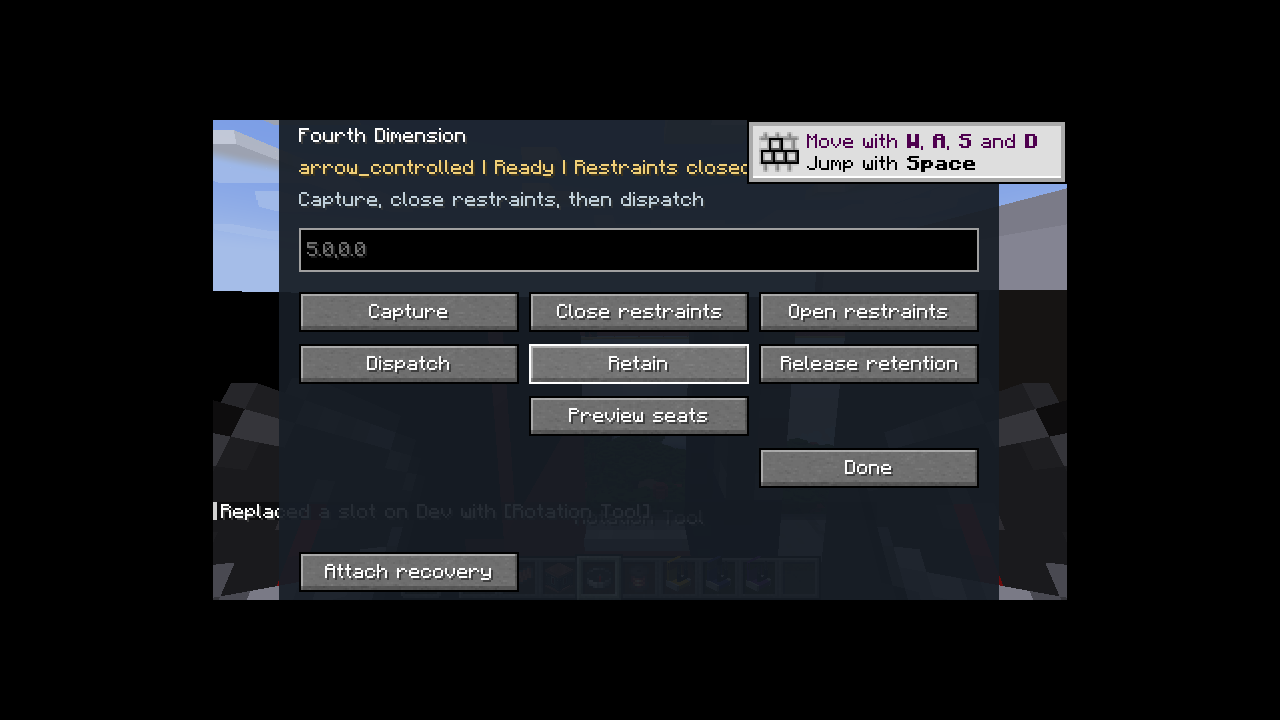 Fourth Dimension
Move with W, A, S and D
Jump with Space
arrow_controlled | Ready | Restraints closed
Capture, close restraints, then dispatch
5.0,0.0
Capture
Close restraints
Open restraints
Dispatch
Retain
Release retention
Preview seats
Done
Replaced a slot on Dev with [Rotation Tool]
Rotation Tool
Attach recovery